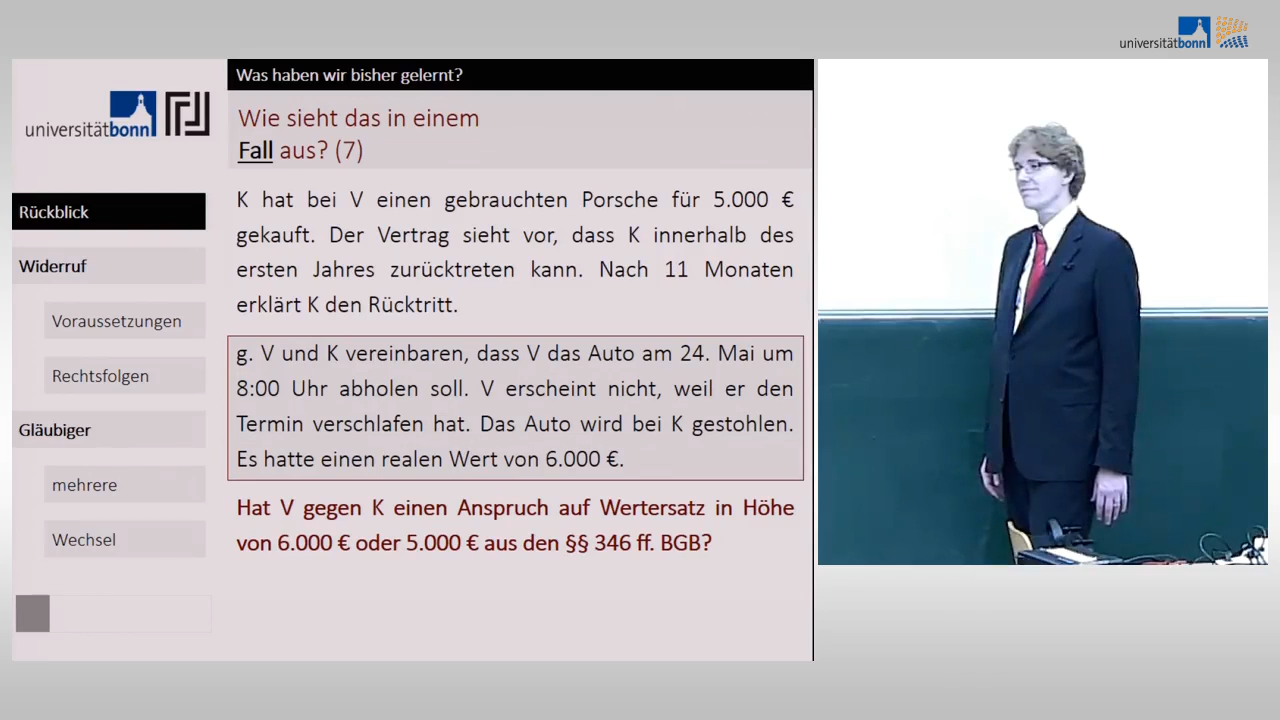 universitätbonn
Was haben wir bisher gelernt?
universitätbonn
Wie sieht das in einem
Fall aus? (7)
Rückblick
Widerruf
Voraussetzungen
Rechtsfolgen
Gläubiger
mehrere
Wechsel
K hat bei V einen gebrauchten Porsche für 5.000 €
gekauft. Der Vertrag sieht vor, dass K innerhalb des
ersten Jahres zurücktreten kann. Nach 11 Monaten
erklärt K den Rücktritt.
g. V und K vereinbaren, dass V das Auto am 24. Mai um
8:00 Uhr abholen soll. V erscheint nicht, weil er den
Termin verschlafen hat. Das Auto wird bei K gestohlen.
Es hatte einen realen Wert von 6.000 €.
Hat V gegen K einen Anspruch auf Wertersatz in Höhe
von 6.000 € oder 5.000 € aus den §§ 346 ff. BGB?